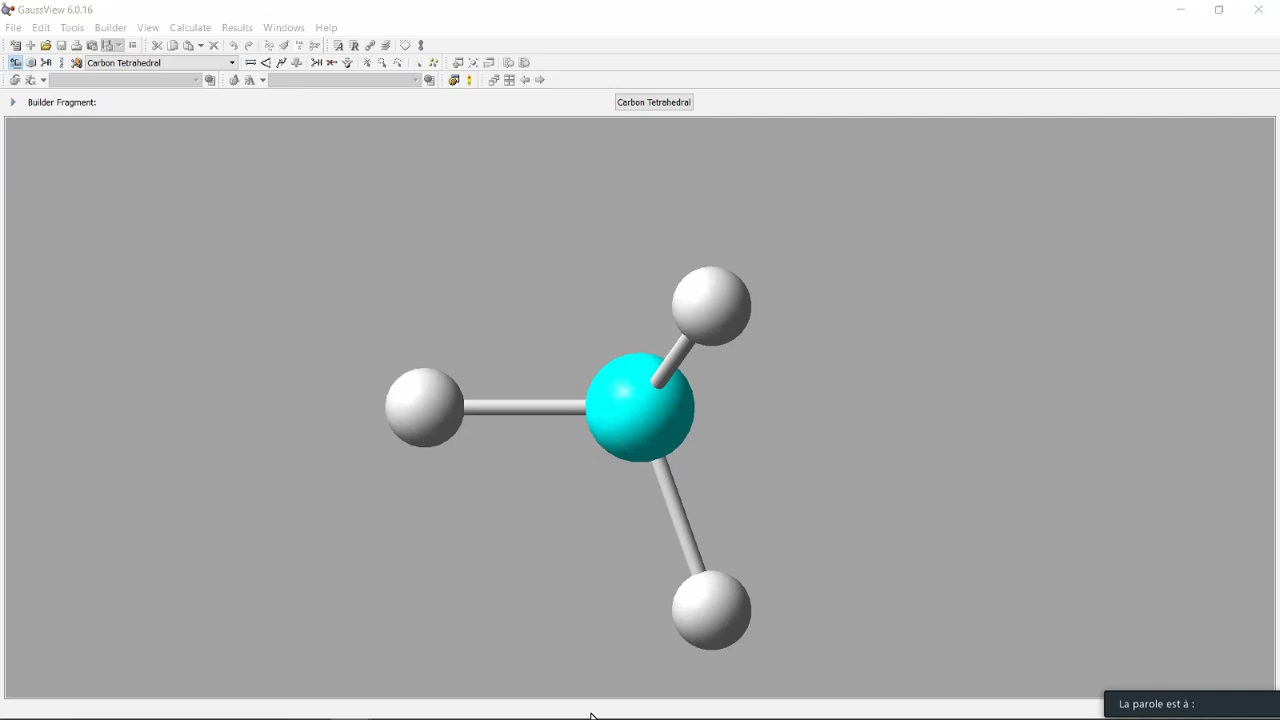 GaussView 6.0.16
File Edit Tools Builder View Calculate Results Windows Help
Carbon Tetrahedral
Builder Fragment: Carbon Tetrahedral
La parole est à :